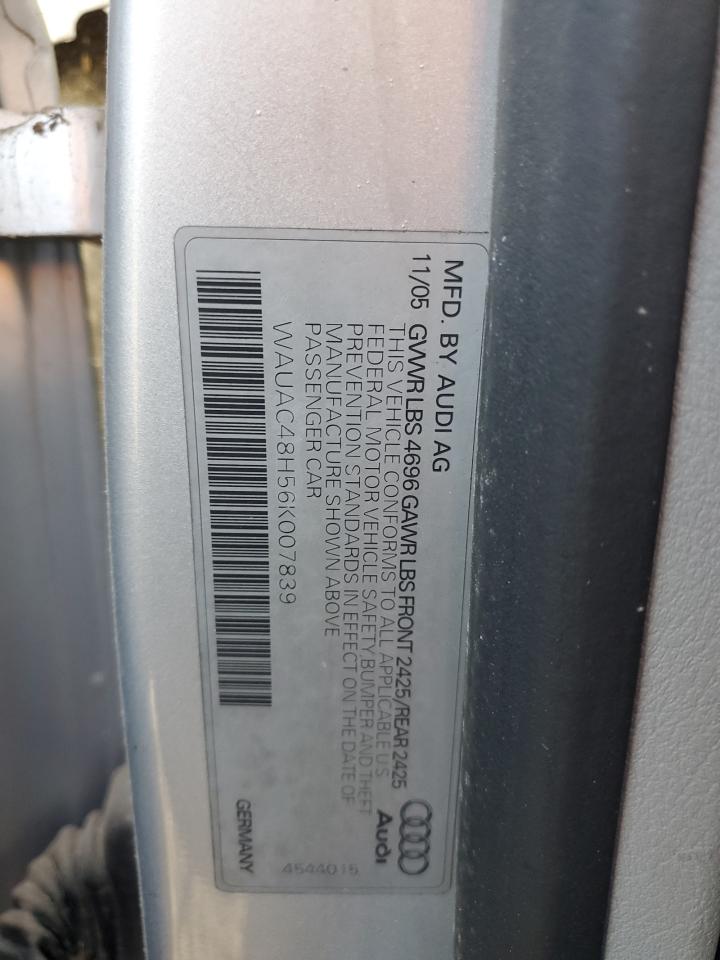 MFD. BY AUDI AG
11/05 GVWR LBS 4696 GAWR LBS FRONT 2425/REAR 2425
THIS VEHICLE CONFORMS TO ALL APPLICABLE U.S.
FEDERAL MOTOR VEHICLE SAFETY, BUMPER AND THEFT
PREVENTION STANDARDS IN EFFECT ON THE DATE OF
MANUFACTURE SHOWN ABOVE
PASSENGER CAR
WAUAC48H56K007839
Audi
GERMANY
4544015